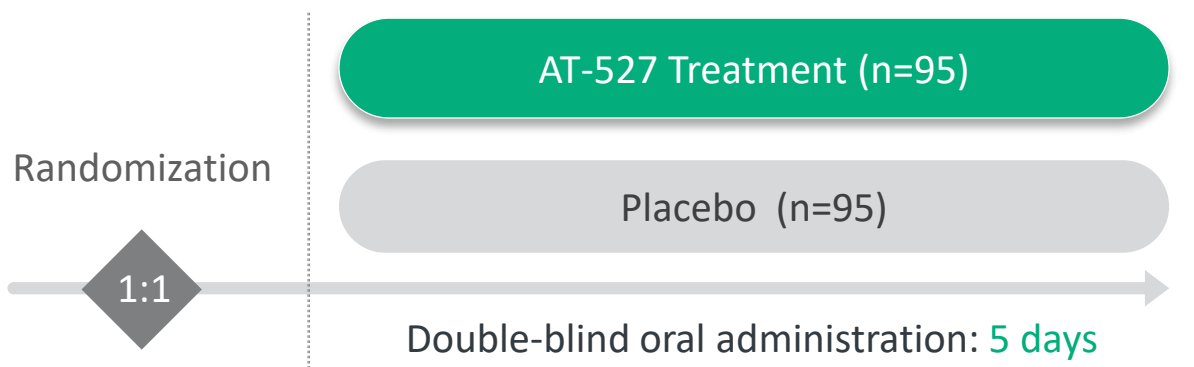 AT-527 Treatment (n=95)
Randomization
Placebo (n=95)
1:1
Double-blind oral administration: 5 days